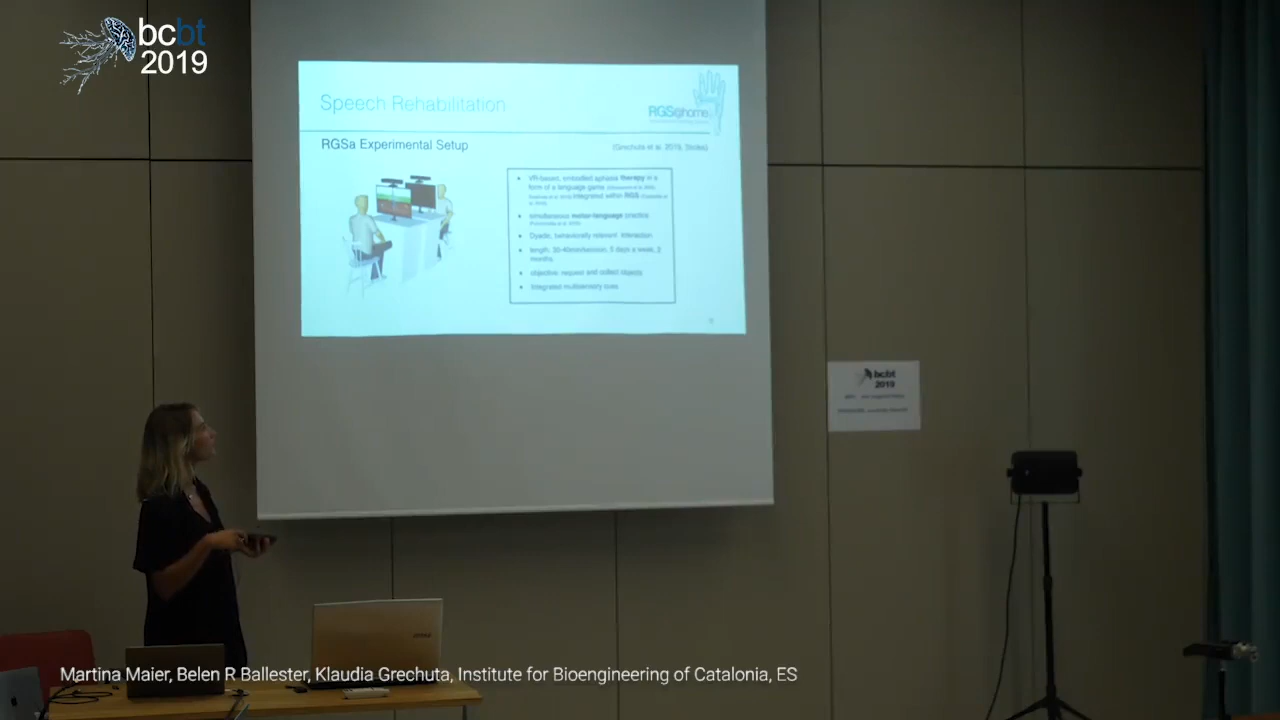 bcbt
2019
Speech Rehabilitation
RGS@home
RGSa Experimental Setup
(Grechuta et al. 2019, Stroke)
VR-based, embodied aphasia therapy in a
form of a language game
integrated within RGS
simultaneous motor-language practice
Dyadic, behaviorally relevant interaction
length: 30-40min/session, 5 days a week, 2
months
objective: request and collect objects
Integrated multisensory cues
bcbt
2019
Martina Maier, Belen R Ballester, Klaudia Grechuta, Institute for Bioengineering of Catalonia, ES